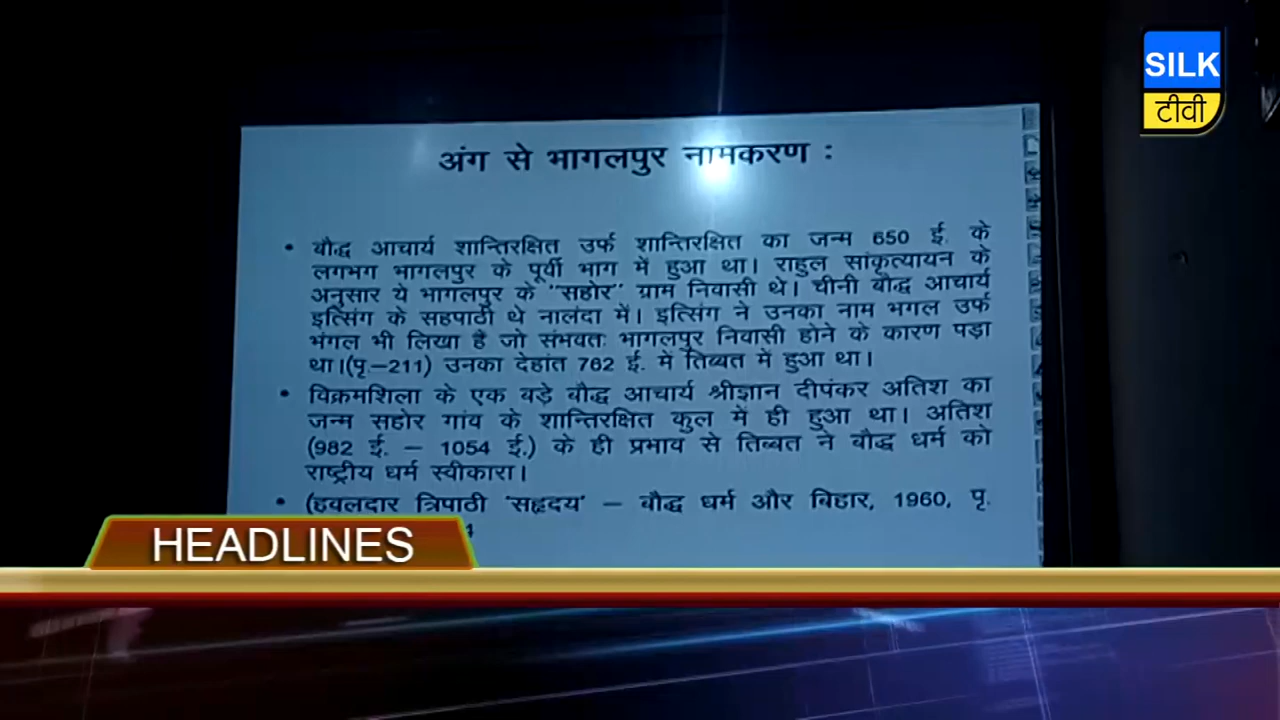 SILK
टीवी
अंग से भागलपुर नामकरण :
• बौद्ध आचार्य शान्तिरक्षित उर्फ शान्तिरक्षित का जन्म 650 ई. के
लगभग भागलपुर के पूर्वी भाग में हुआ था। राहुल सांकृत्यायन के
अनुसार ये भागलपुर के "सहोर" ग्राम निवासी थे। चीनी बौद्ध आचार्य
इत्सिंग के सहपाठी थे नालंदा में। इत्सिंग ने उनका नाम भगल उर्फ
भंगल भी लिखा है जो संभवतः भागलपुर निवासी होने के कारण पड़ा
था।(पृ.–211) उनका देहांत 762 ई. में तिब्बत में हुआ था।
• विक्रमशिला के एक बड़े बौद्ध आचार्य श्रीज्ञान दीपंकर अतिश का
जन्म सहोर गांव के शान्तिरक्षित कुल में ही हुआ था। अतिश
(982 ई. – 1054 ई.) के ही प्रभाव से तिब्बत ने बौद्ध धर्म को
राष्ट्रीय धर्म स्वीकारा।
• (हवलदार त्रिपाठी 'सहृदय' – बौद्ध धर्म और बिहार, 1960, पृ.
HEADLINES